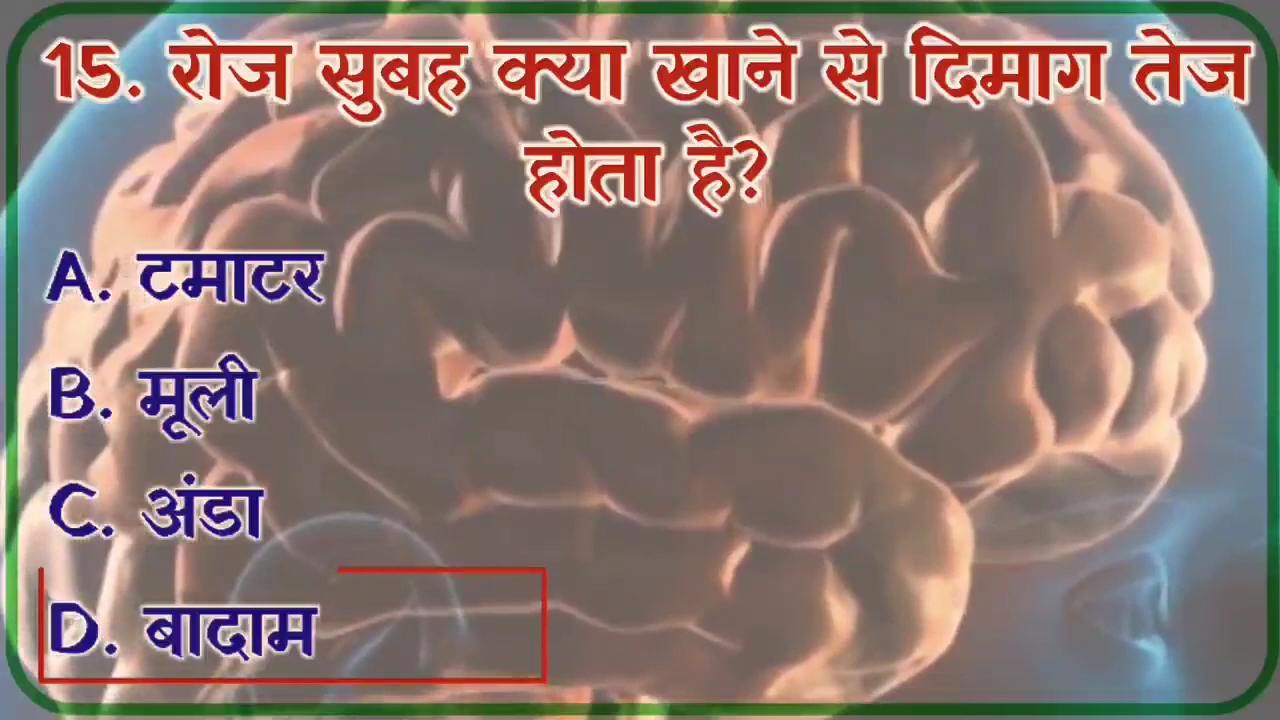 15. रोज सुबह क्या खाने से दिमाग तेज
होता है?
A. टमाटर
B. मूली
C. अंडा
D. बादाम